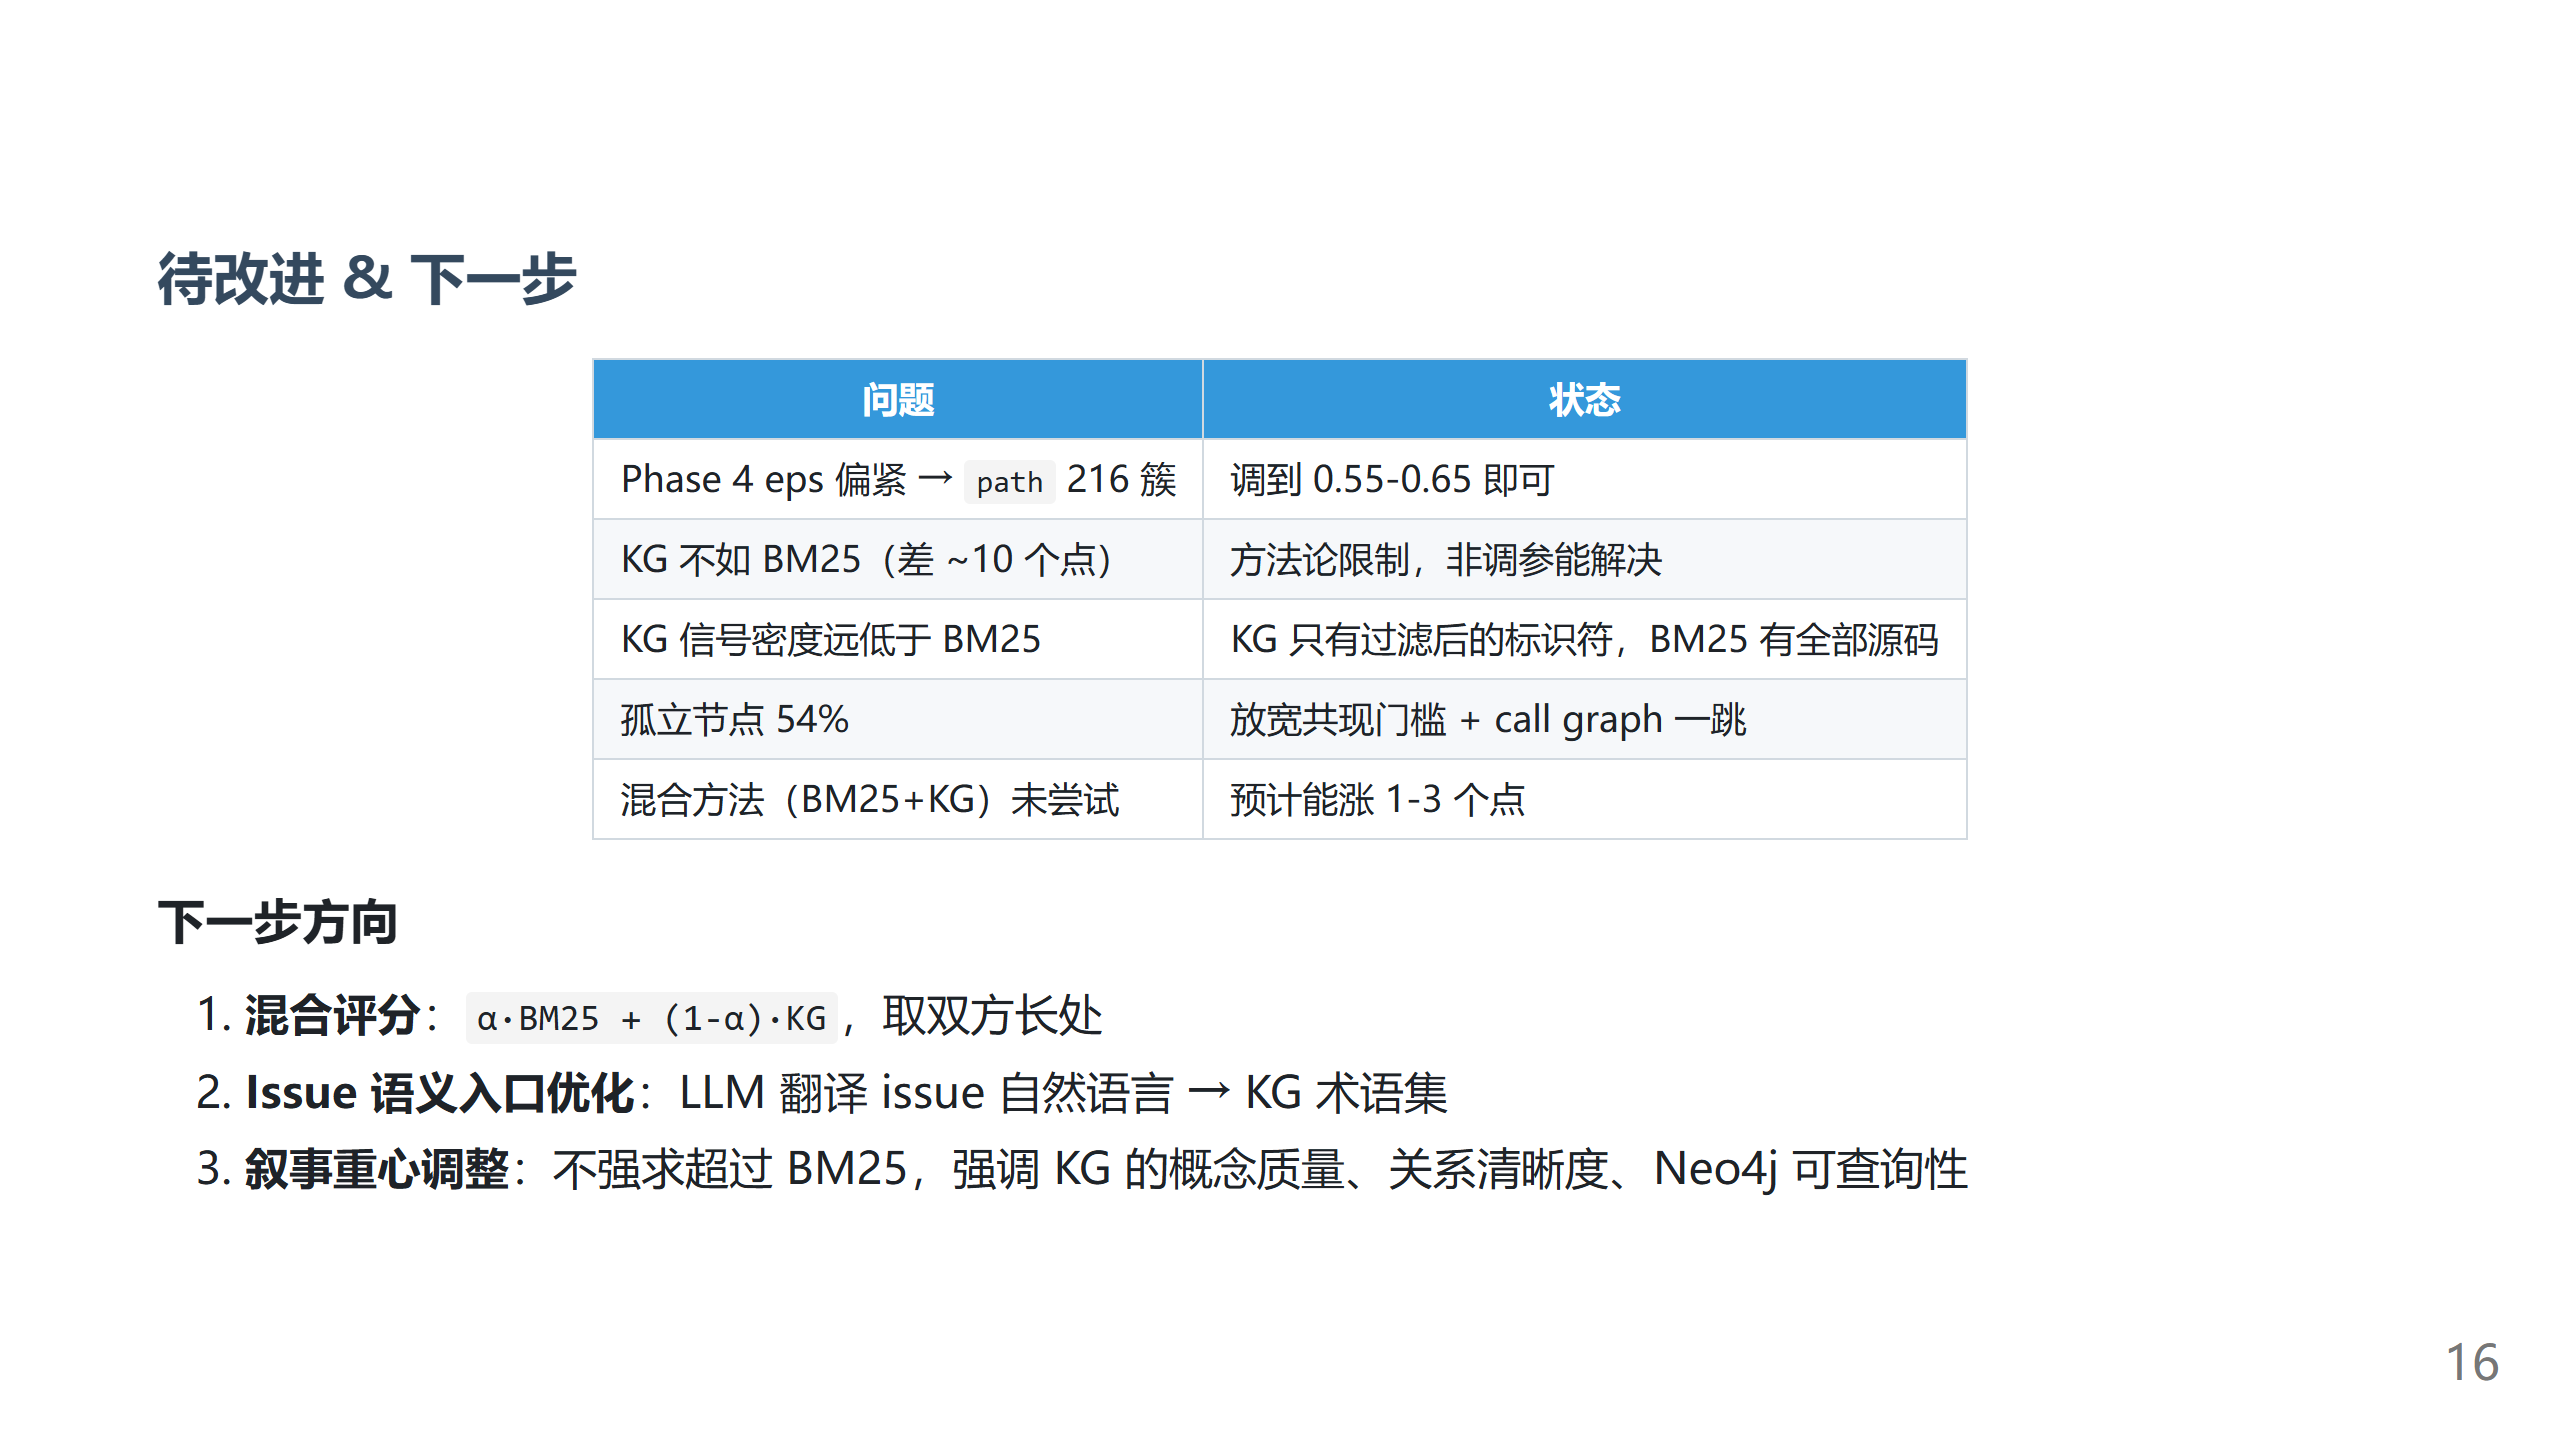 待改进 & 下一步
问题 状态
Phase 4 eps 偏紧 → path 216 簇 调到 0.55-0.65 即可
KG 不如 BM25（差 ~10 个点） 方法论限制，非调参能解决
KG 信号密度远低于 BM25 KG 只有过滤后的标识符，BM25 有全部源码
孤立节点 54% 放宽共现门槛 + call graph 一跳
混合方法（BM25+KG）未尝试 预计能涨 1-3 个点
下一步方向
1. 混合评分：α·BM25 + (1-α)·KG，取双方长处
2. Issue 语义入口优化：LLM 翻译 issue 自然语言 → KG 术语集
3. 叙事重心调整：不强求超过 BM25，强调 KG 的概念质量、关系清晰度、Neo4j 可查询性
16